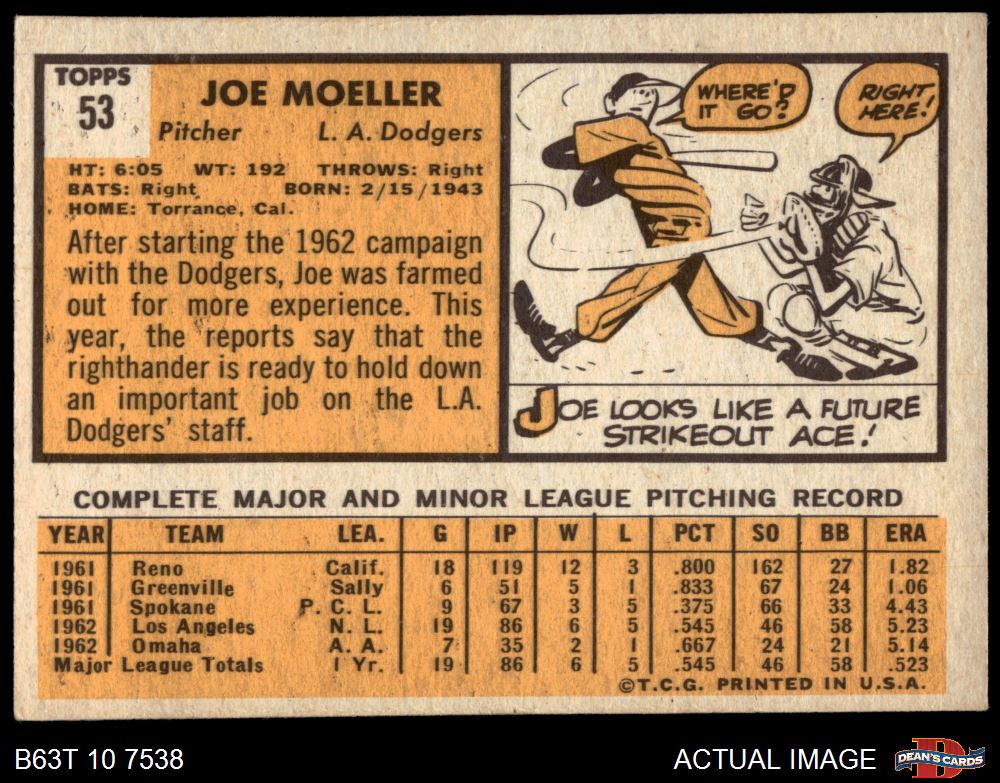 TOPPS
53
JOE MOELLER
Pitcher L. A. Dodgers
HT: 6:05 WT: 192 THROWS: Right
BATS: Right BORN: 2/15/1943
HOME: Torrance, Cal.
After starting the 1962 campaign
with the Dodgers, Joe was farmed
out for more experience. This
year, the reports say that the
righthander is ready to hold down
an important job on the L.A.
Dodgers' staff.
WHERE'D
IT GO?
RIGHT
HERE!
JOE LOOKS LIKE A FUTURE
STRIKEOUT ACE!
COMPLETE MAJOR AND MINOR LEAGUE PITCHING RECORD
YEAR TEAM LEA. G IP W L PCT SO BB ERA
1961 Reno Calif. 18 119 12 3 .800 162 27 1.82
1961 Greenville Sally 6 51 5 1 .833 67 24 1.06
1961 Spokane P. C. L. 9 67 3 5 .375 66 33 4.43
1962 Los Angeles N. L. 19 86 6 5 .545 46 58 5.23
1962 Omaha A. A. 7 35 2 1 .667 24 21 5.14
Major League Totals 1 Yr. 19 86 6 5 .545 46 58 .523
©T.C.G. PRINTED IN U.S.A.
B63T 10 7538 ACTUAL IMAGE
D
DEAN'S CARDS